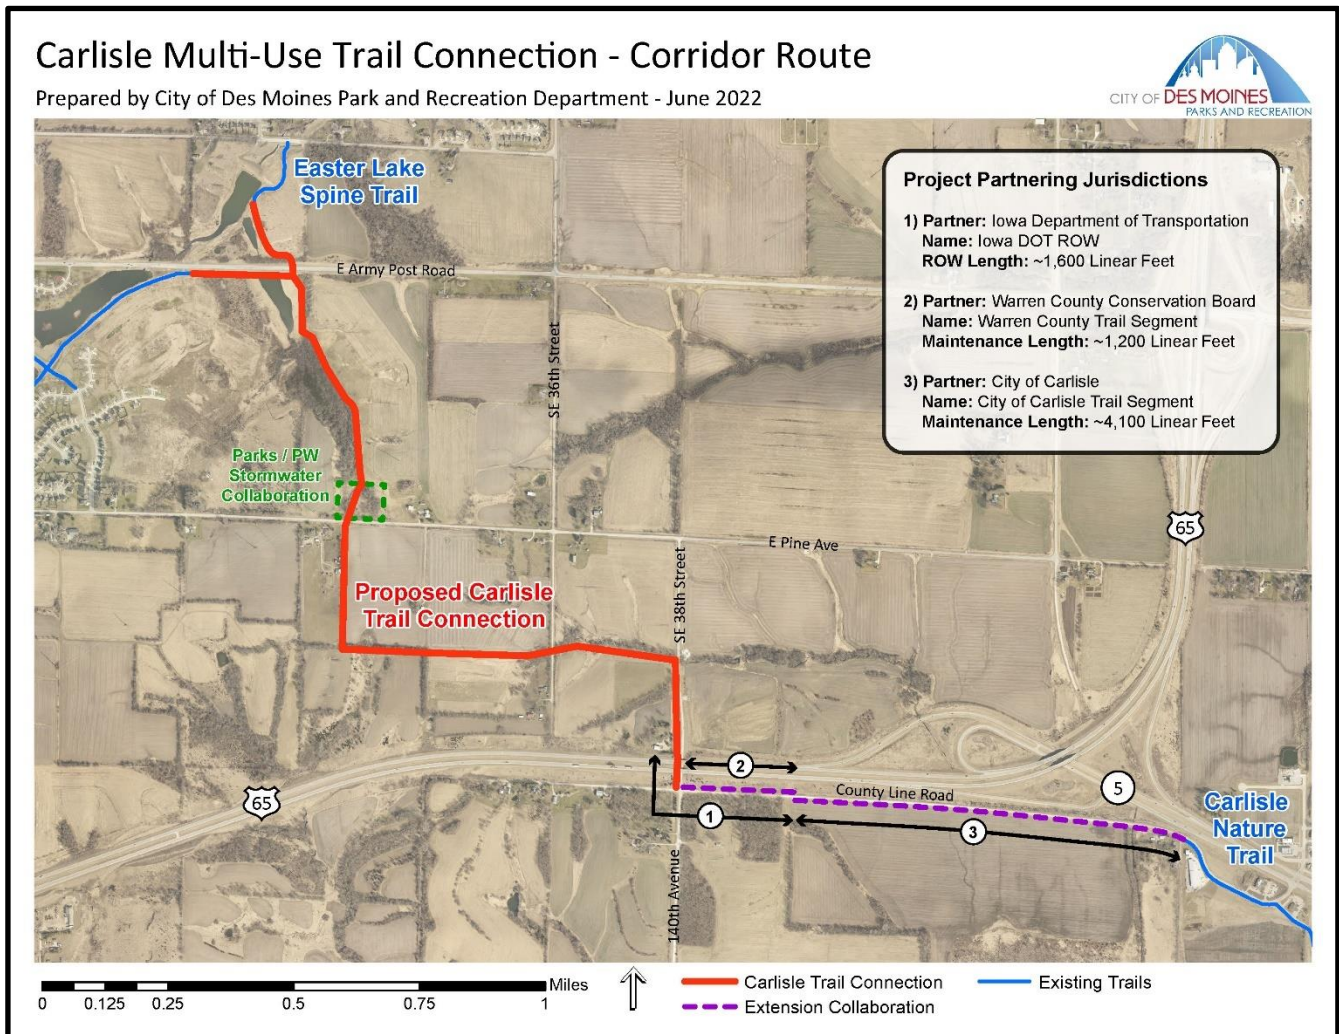 Carlisle Multi-Use Trail Connection - Corridor Route
Prepared by City of Des Moines Park and Recreation Department - June 2022
CITY OF DES MOINES
PARKS AND RECREATION
Easter Lake
Spine Trail
E Army Post Road
Project Partnering Jurisdictions
1) Partner: Iowa Department of Transportation
Name: Iowa DOT ROW
ROW Length: ~1,600 Linear Feet
2) Partner: Warren County Conservation Board
Name: Warren County Trail Segment
Maintenance Length: ~1,200 Linear Feet
3) Partner: City of Carlisle
Name: City of Carlisle Trail Segment
Maintenance Length: ~4,100 Linear Feet
SE 36th Street
Parks / PW
Stormwater
Collaboration
65
E Pine Ave
SE 38th Street
Proposed Carlisle
Trail Connection
2
5
65
County Line Road
1
3
Carlisle
Nature
Trail
140th Avenue
Miles
0 0.125 0.25 0.5 0.75 1
Carlisle Trail Connection
Existing Trails
Extension Collaboration